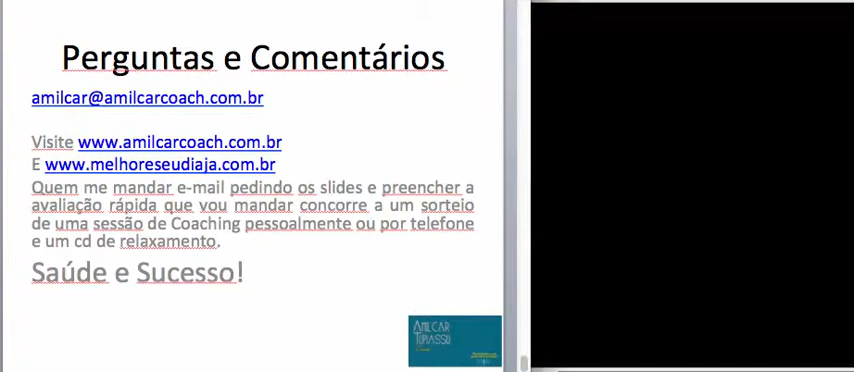 Perguntas e Comentários
amilcar@amilcarcoach.com.br
Visite www.amilcarcoach.com.br
E www.melhoreseudiaja.com.br
Quem me mandar e-mail pedindo os slides e preencher a
avaliação rápida que vou mandar concorre a um sorteio
de uma sessão de Coaching pessoalmente ou por telefone
e um cd de relaxamento.
Saúde e Sucesso!
AMILCAR
TUPIASSU